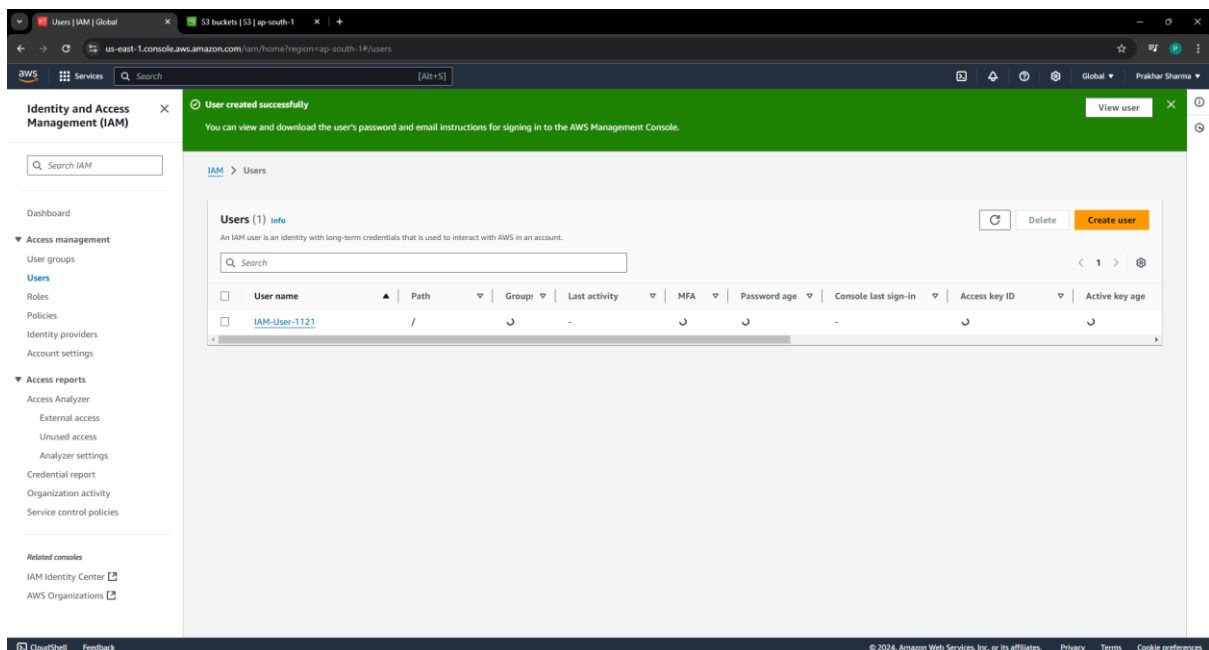 Users | IAM | Global
S3 buckets | S3 | ap-south-1
us-east-1.console.aws.amazon.com/iam/home?region=ap-south-1#/users
aws Services Search [Alt+S] Global Prakhar Sharma
Identity and Access Management (IAM)
Search IAM
Dashboard
Access management
User groups
Users
Roles
Policies
Identity providers
Account settings
Access reports
Access Analyzer
External access
Unused access
Analyzer settings
Credential report
Organization activity
Service control policies
Related consoles
IAM Identity Center
AWS Organizations
User created successfully
You can view and download the user's password and email instructions for signing in to the AWS Management Console.
View user
IAM > Users
Users (1) Info
An IAM user is an identity with long-term credentials that is used to interact with AWS in an account.
Delete
Create user
Search
1
User name Path Group: Last activity MFA Password age Console last sign-in Access key ID Active key age
IAM-User-1121 / - -
CloudShell Feedback © 2024, Amazon Web Services, Inc. or its affiliates. Privacy Terms Cookie preferences